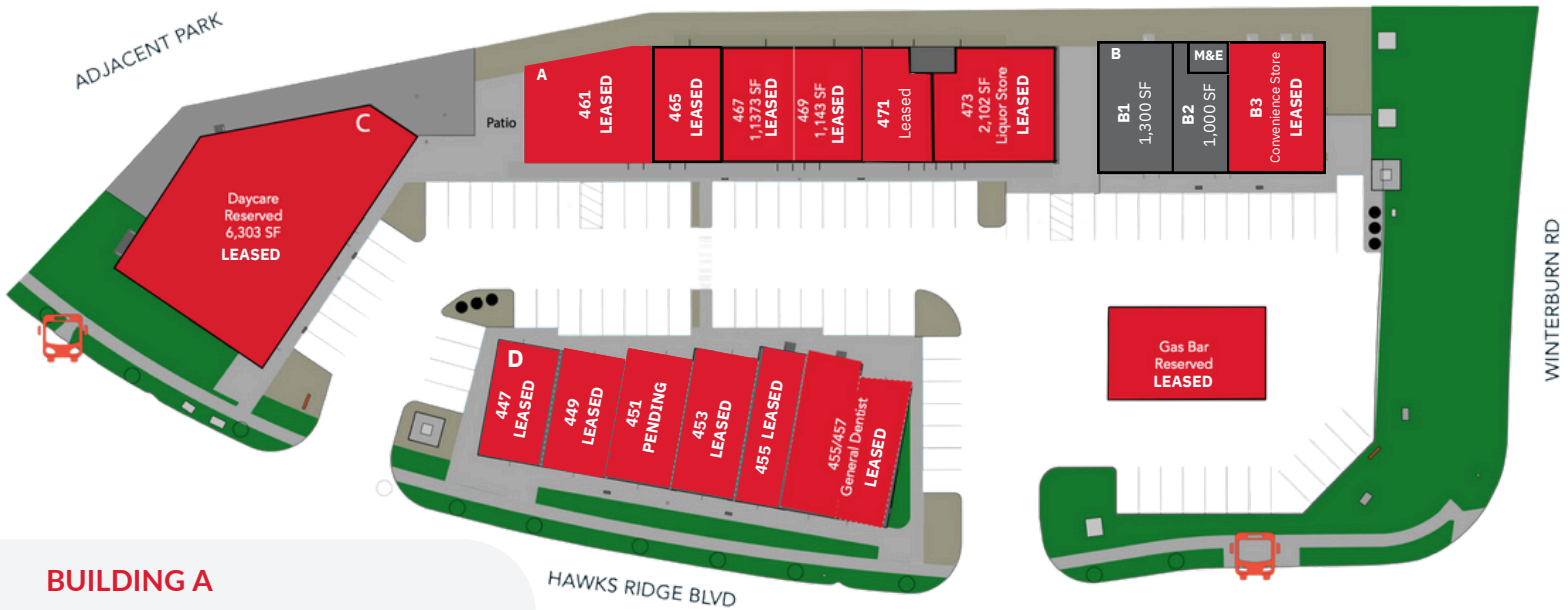 ADJACENT PARK
C
Daycare
Reserved
6,303 SF
LEASED
Patio
A
461
LEASED
465
LEASED
467
1,1373 SF
LEASED
469
1,143 SF
LEASED
471
Leased
473
2,102 SF
Liquor Store
LEASED
B
B1
1,300 SF
M&E
B2
1,000 SF
B3
Convenience Store
LEASED
WINTERBURN RD
D
447
LEASED
449
LEASED
451
PENDING
453
LEASED
455 LEASED
455/457
General Dentist
LEASED
Gas Bar
Reserved
LEASED
HAWKS RIDGE BLVD
BUILDING A